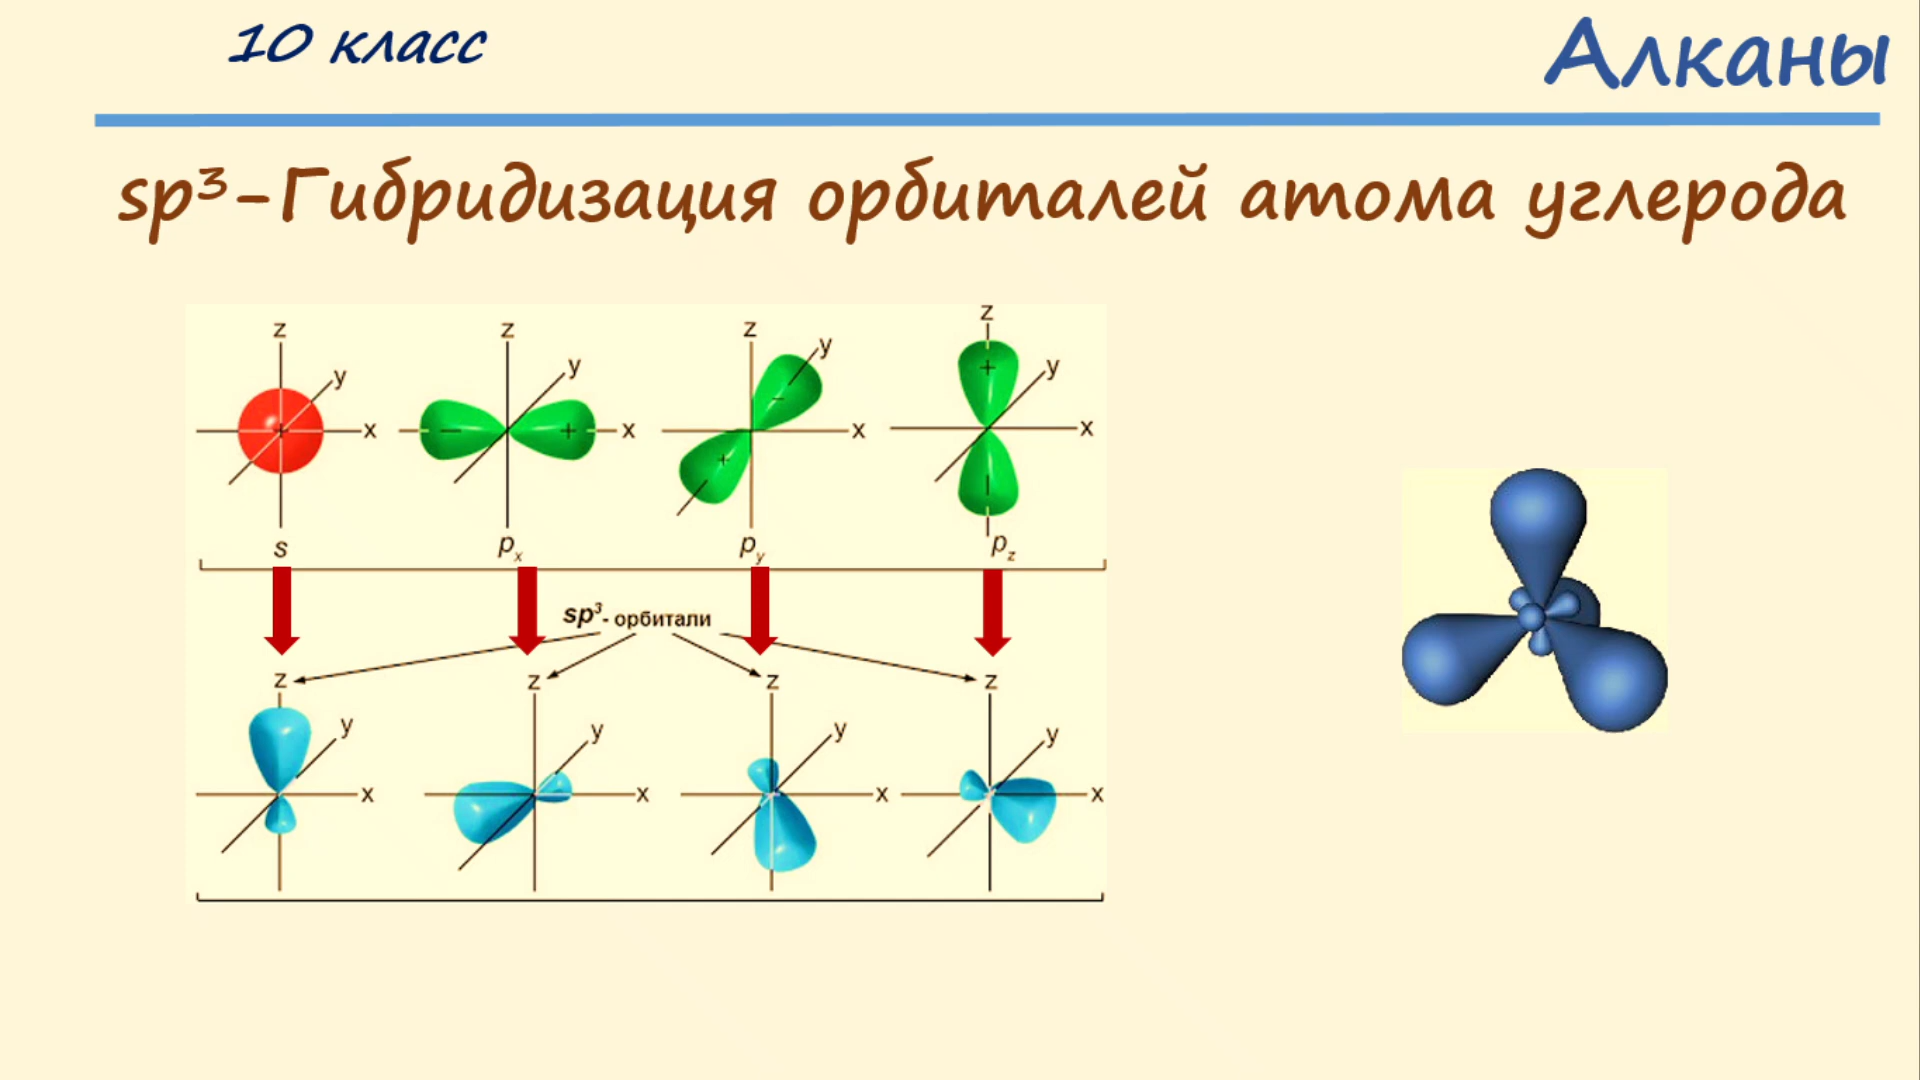 10 класс
Алканы
sp³-Гибридизация орбиталей атома углерода
z z z z
y y y y
x x x x
+ - + - + + -
s pₓ p_y p_z
sp³- орбитали
z z z z
y y y y
x x x x